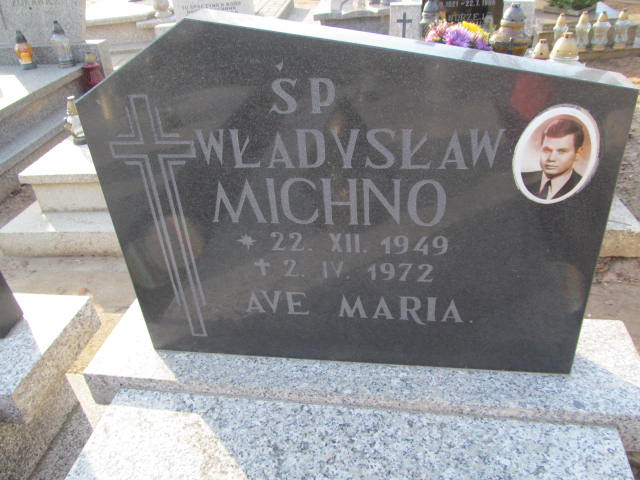 ŚP
WŁADYSŁAW
MICHNO
* 22. XII. 1949
✝ 2. IV. 1972
AVE MARIA.